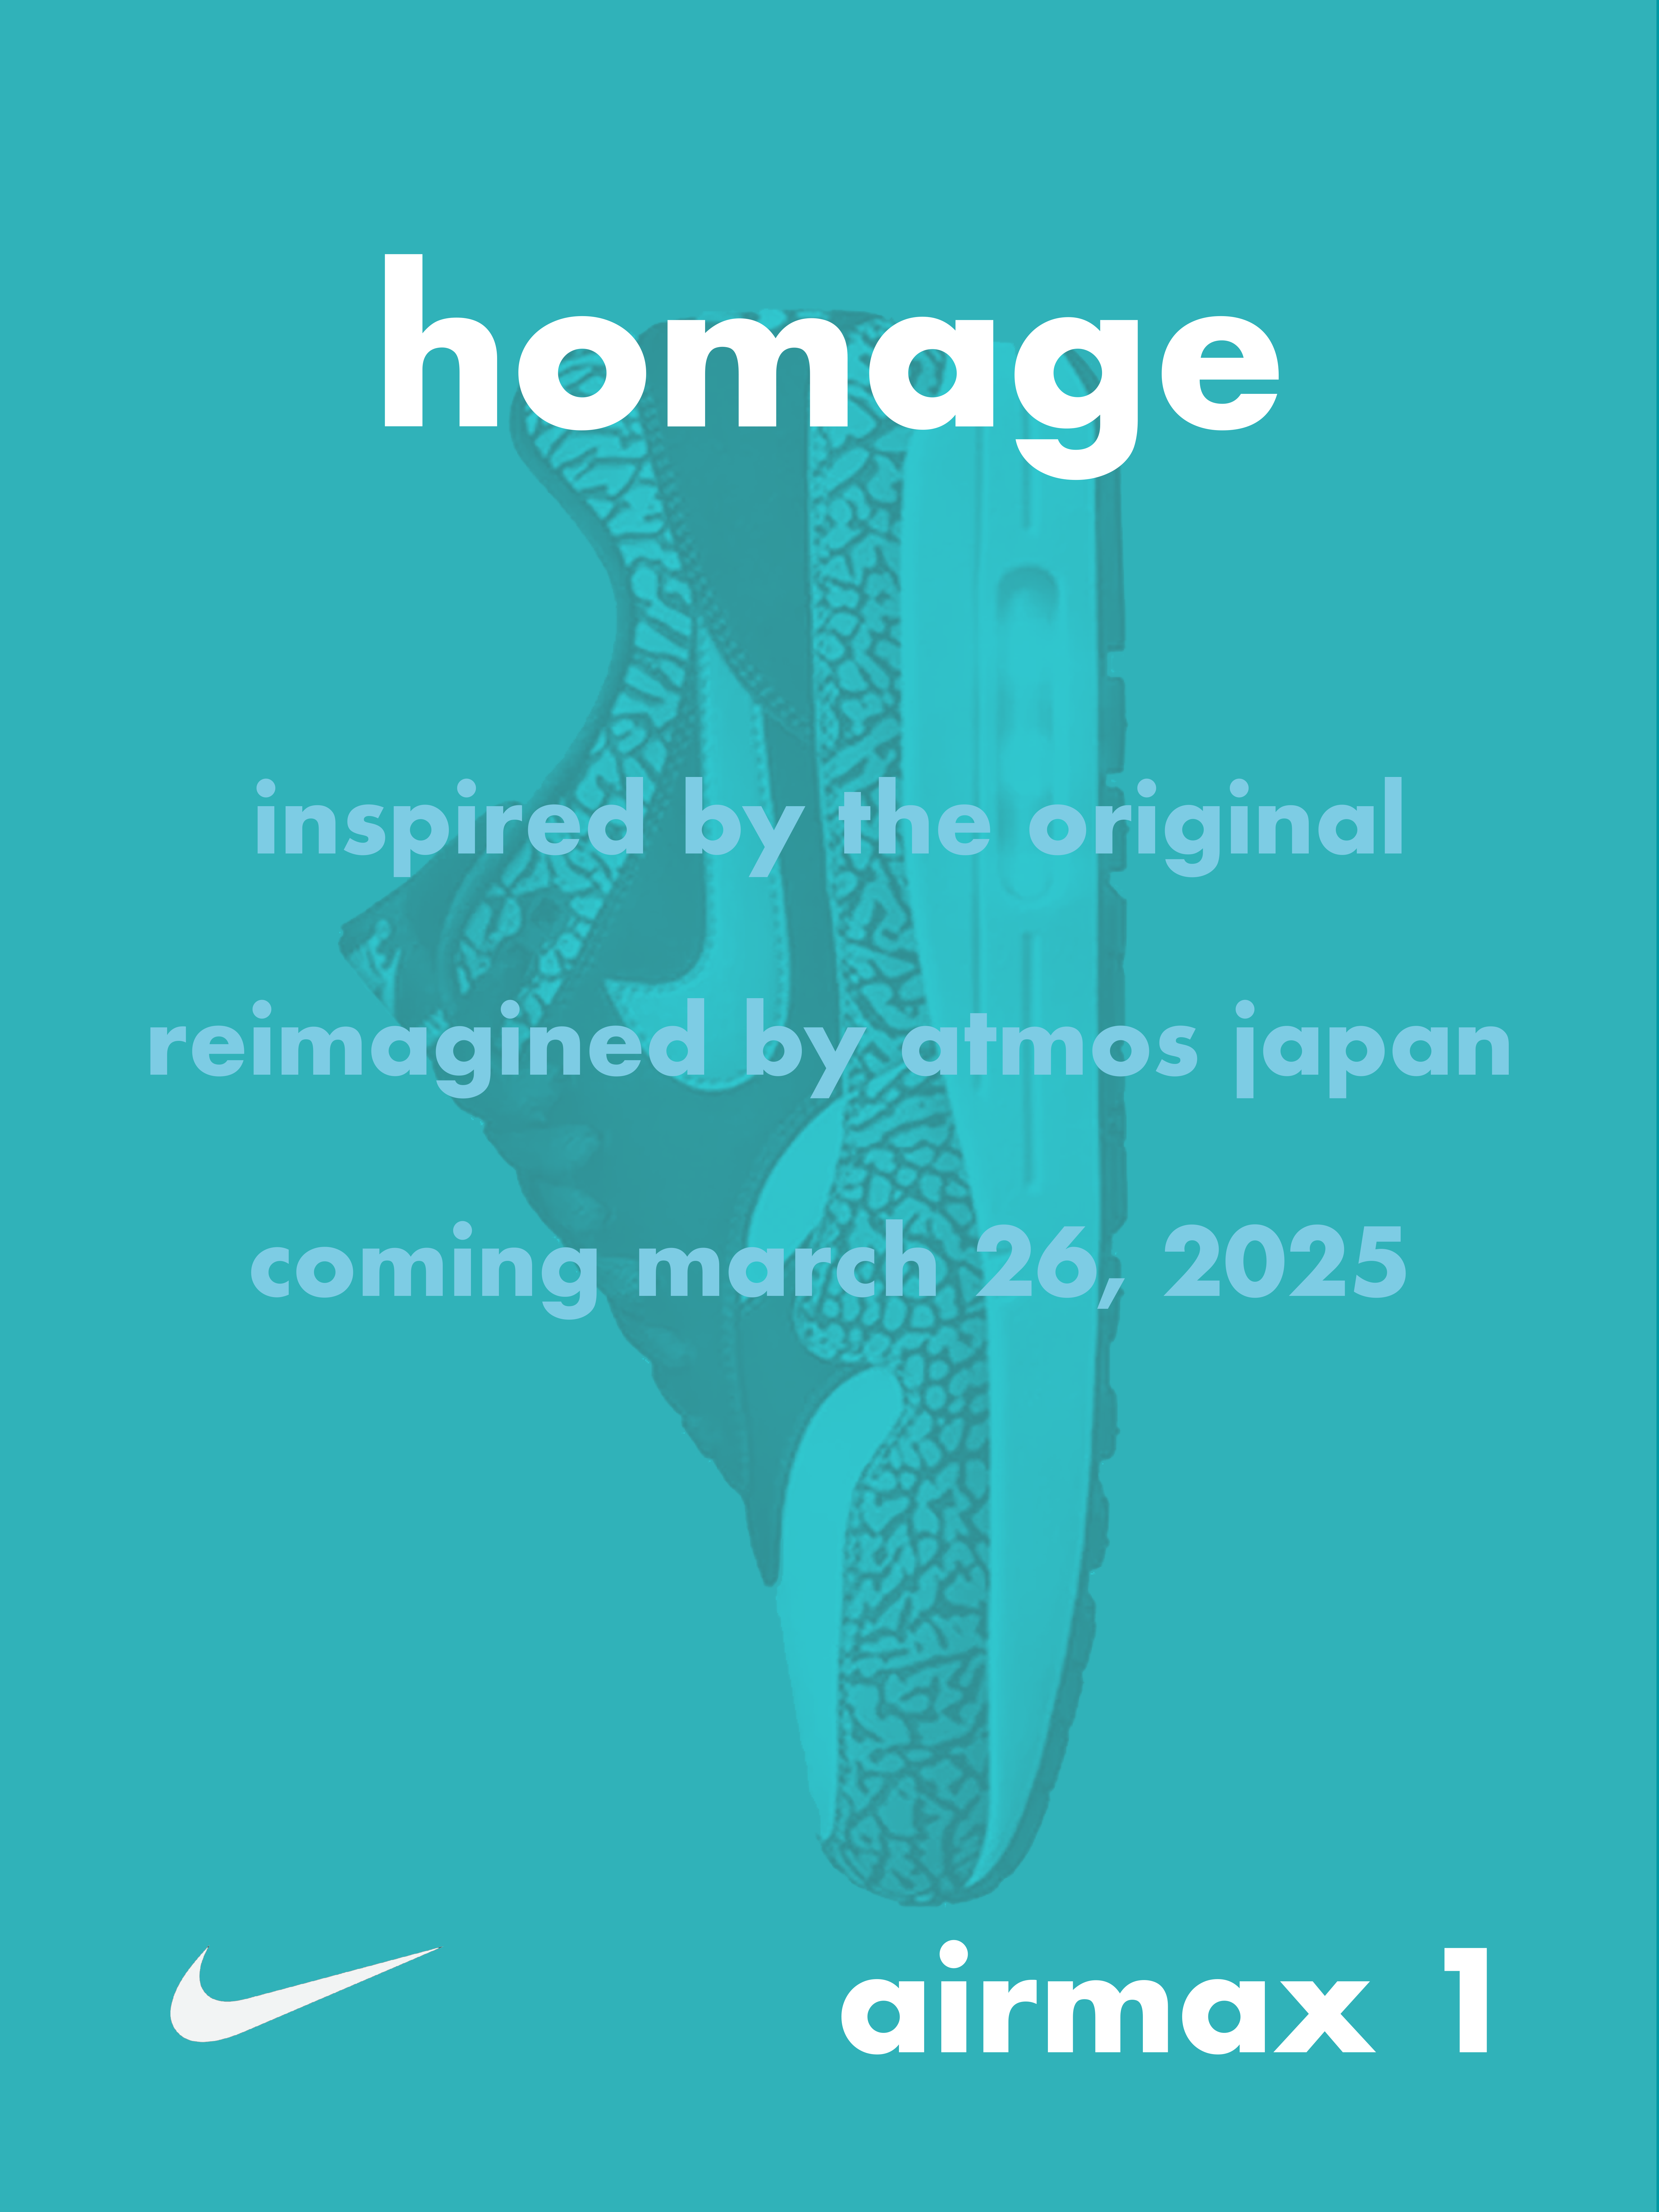 homage
inspired by the original
reimagined by atmos japan
coming march 26, 2025
airmax 1